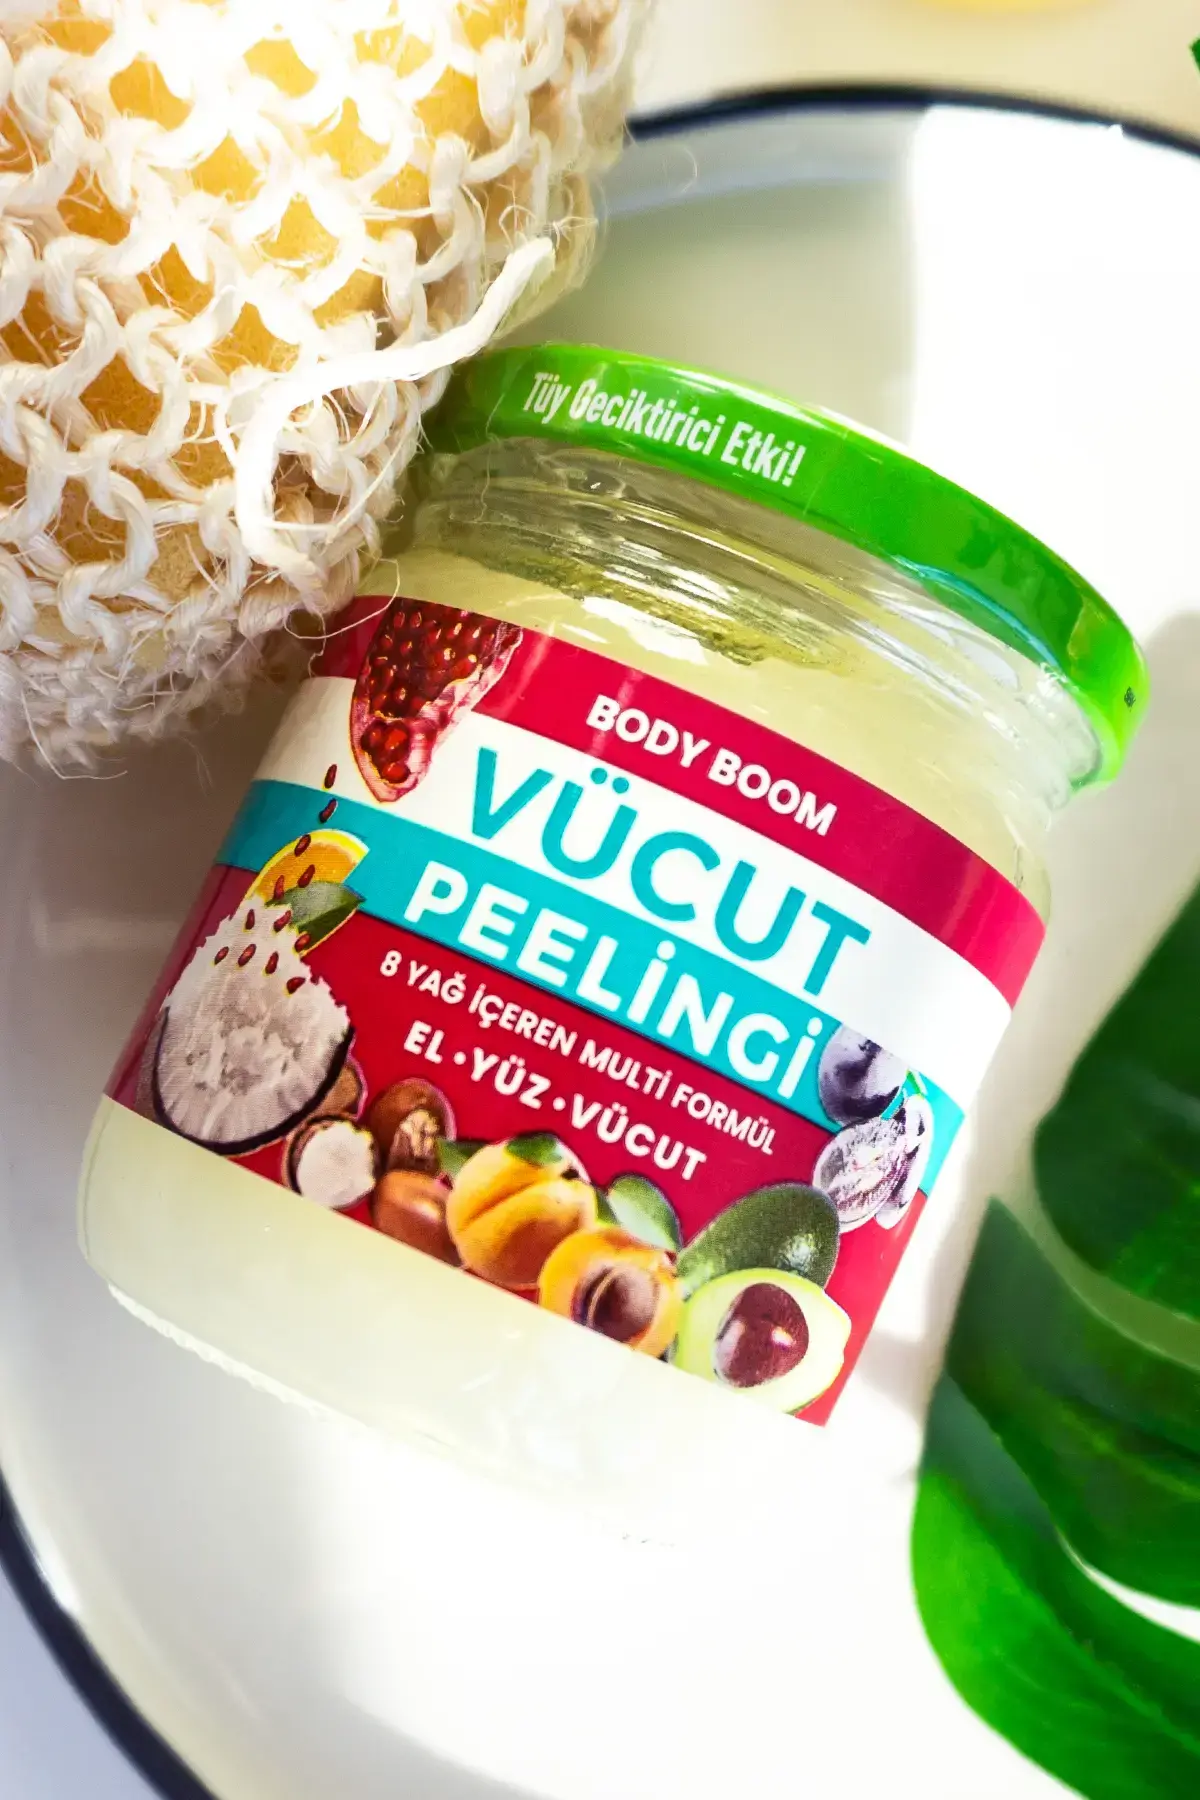 Tüy Geciktirici Etki!
BODY BOOM
VÜCUT
PEELİNGİ
8 YAĞ İÇEREN MULTİ FORMÜL
EL • YÜZ • VÜCUT